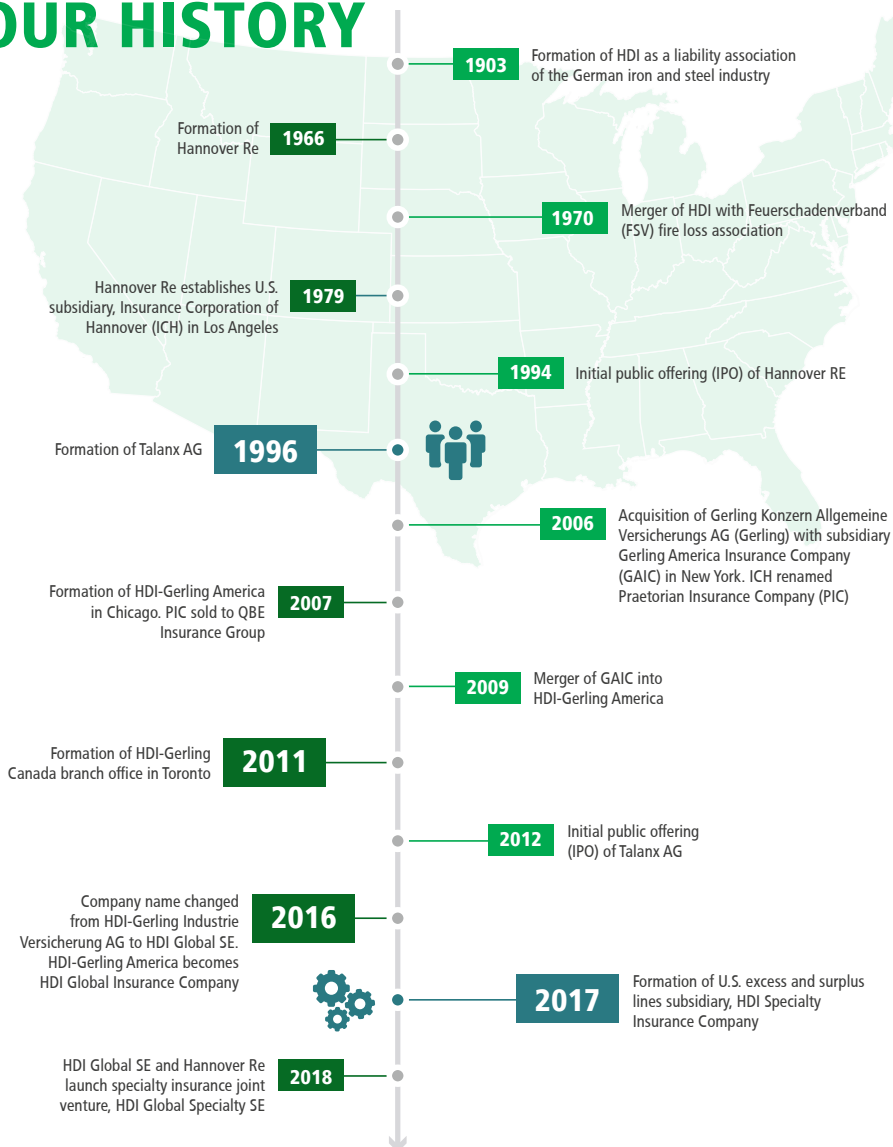 OUR HISTORY
1903
Formation of HDI as a liability association
of the German iron and steel industry
Formation of
Hannover Re
1966
1970
Merger of HDI with Feuerschadenverband
(FSV) fire loss association
Hannover Re establishes U.S.
subsidiary, Insurance Corporation of
Hannover (ICH) in Los Angeles
1979
1994
Initial public offering (IPO) of Hannover RE
Formation of Talanx AG
1996
2006
Acquisition of Gerling Konzern Allgemeine
Versicherungs AG (Gerling) with subsidiary
Gerling America Insurance Company
(GAIC) in New York. ICH renamed
Praetorian Insurance Company (PIC)
Formation of HDI-Gerling America
in Chicago. PIC sold to QBE
Insurance Group
2007
2009
Merger of GAIC into
HDI-Gerling America
Formation of HDI-Gerling
Canada branch office in Toronto
2011
2012
Initial public offering
(IPO) of Talanx AG
Company name changed
from HDI-Gerling Industrie
Versicherung AG to HDI Global SE.
HDI-Gerling America becomes
HDI Global Insurance Company
2016
2017
Formation of U.S. excess and surplus
lines subsidiary, HDI Specialty
Insurance Company
HDI Global SE and Hannover Re
launch specialty insurance joint
venture, HDI Global Specialty SE
2018